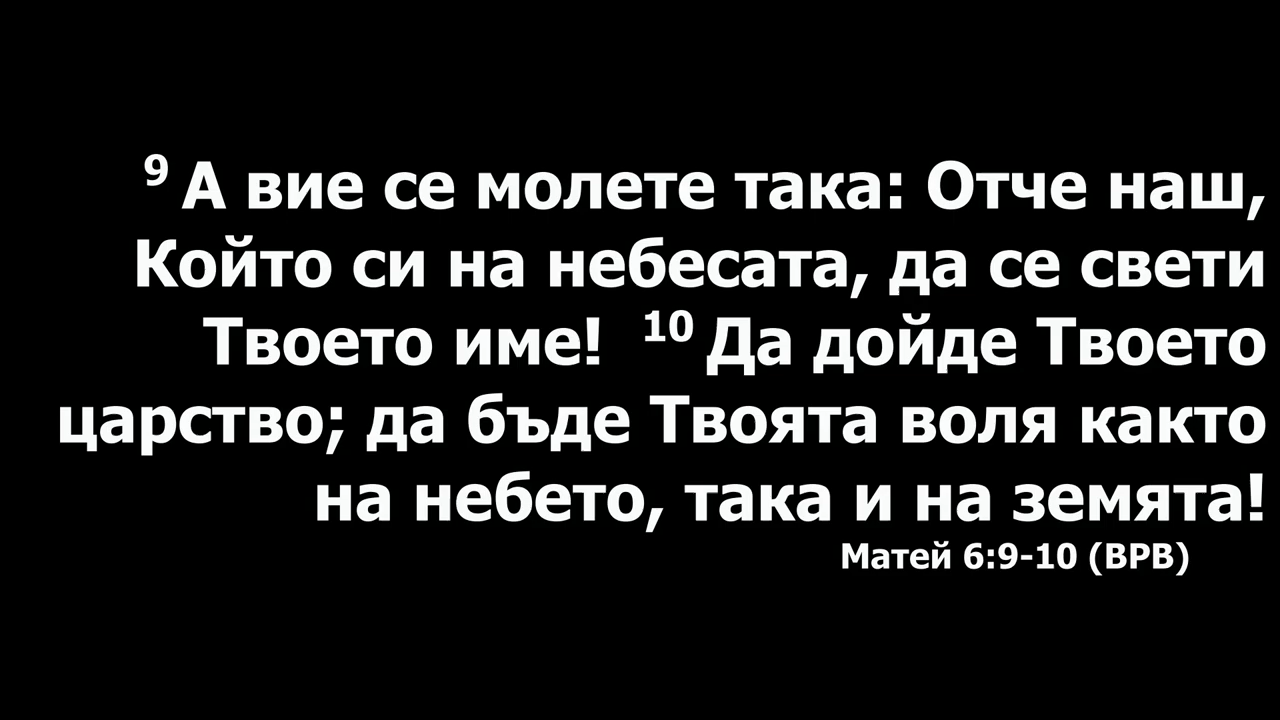 ⁹ А вие се молете така: Отче наш,
Който си на небесата, да се свети
Твоето име! ¹⁰ Да дойде Твоето
царство; да бъде Твоята воля както
на небето, така и на земята!
Матей 6:9-10 (ВРВ)